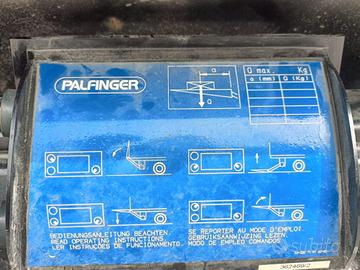 PALFINGER
a
Q
Q max. Kg
a (mm) Q (Kg)
BEDIENUNGSANLEITUNG BEACHTEN.
READ OPERATING INSTRUCTIONS
LER INSTRUÇÕES DE FUNCIONAMENTO.
SE REPORTER AU MODE D'EMPLOI.
GEBRUIKSAANWIJZING LEZEN.
MODO DE EMPLEO COMANDOS
subito